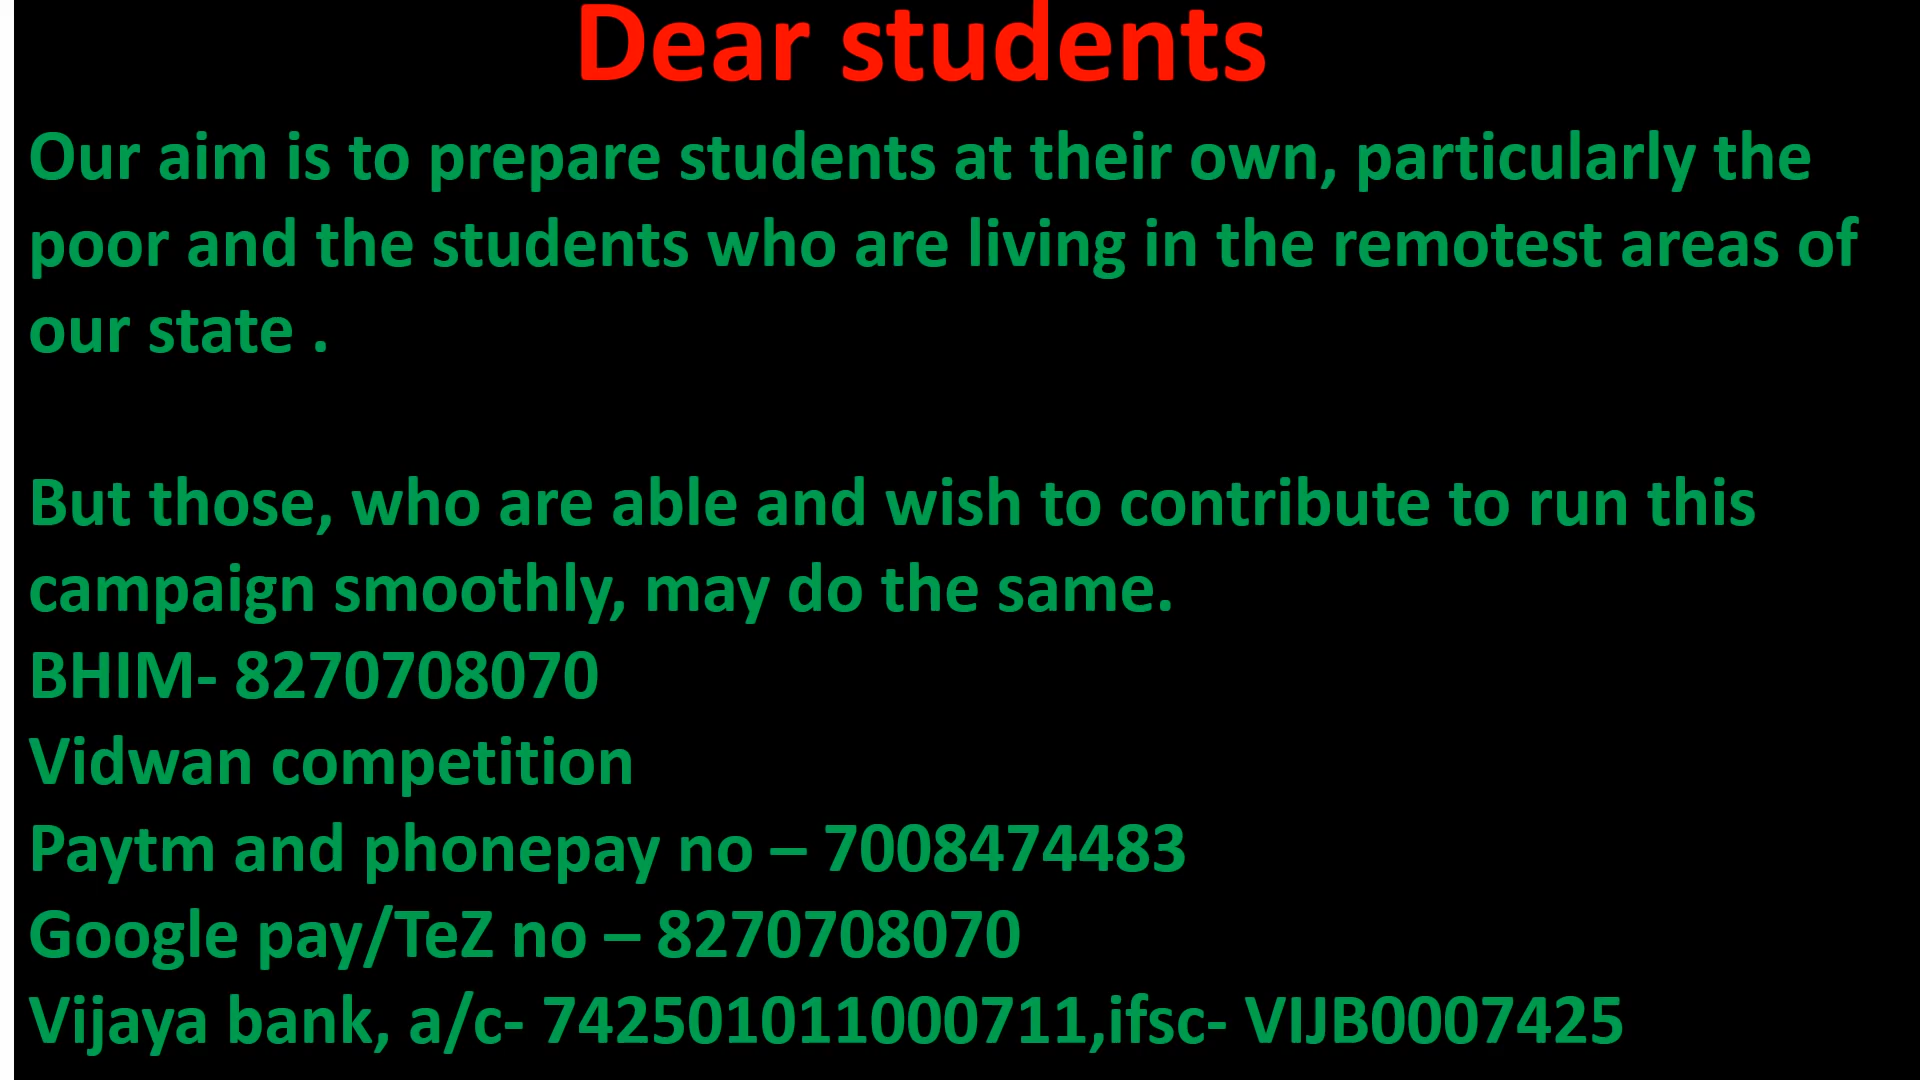 Dear students
Our aim is to prepare students at their own, particularly the
poor and the students who are living in the remotest areas of
our state .
But those, who are able and wish to contribute to run this
campaign smoothly, may do the same.
BHIM- 8270708070
Vidwan competition
Paytm and phonepay no – 7008474483
Google pay/TeZ no – 8270708070
Vijaya bank, a/c- 742501011000711,ifsc- VIJB0007425